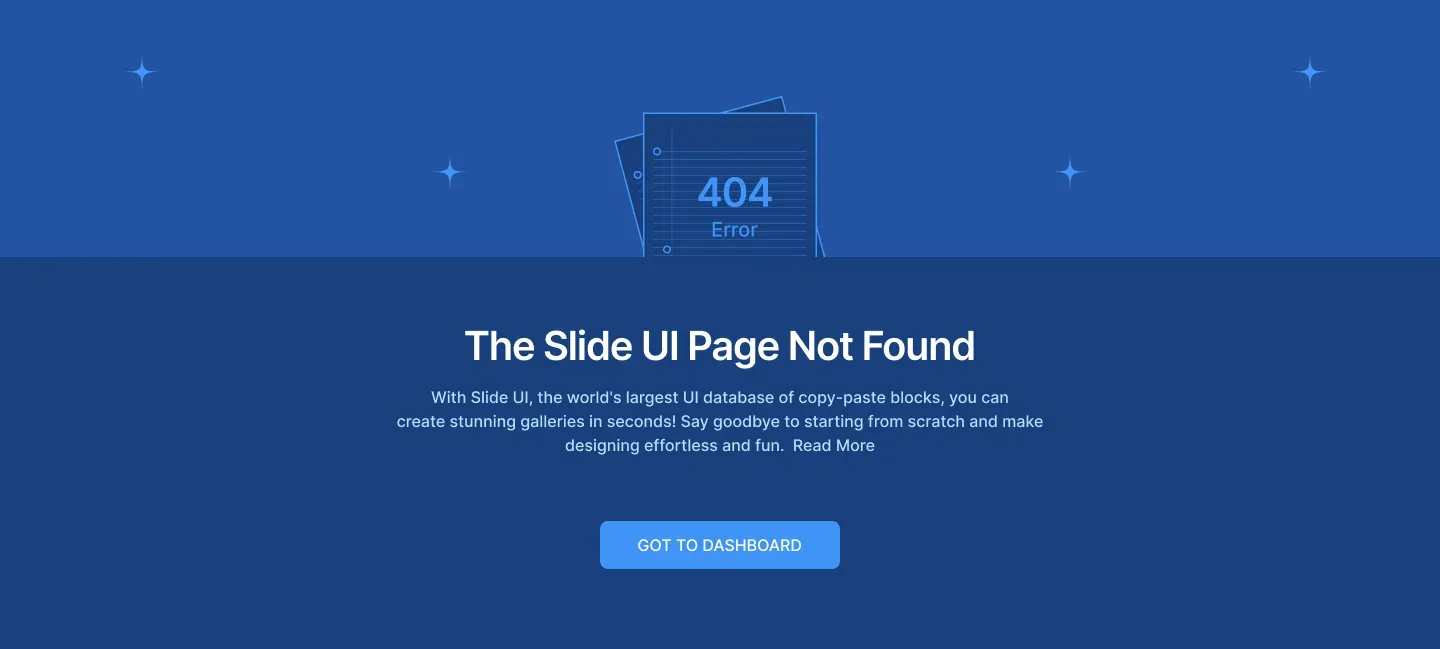 404
Error
The Slide UI Page Not Found
With Slide UI, the world's largest UI database of copy-paste blocks, you can
create stunning galleries in seconds! Say goodbye to starting from scratch and make
designing effortless and fun.  Read More
GOT TO DASHBOARD